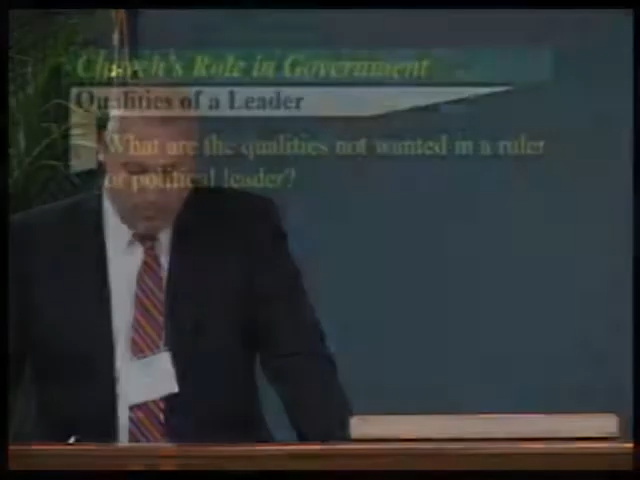 Church's Role in Government
Qualities of a Leader
What are the qualities not wanted in a ruler
or political leader?